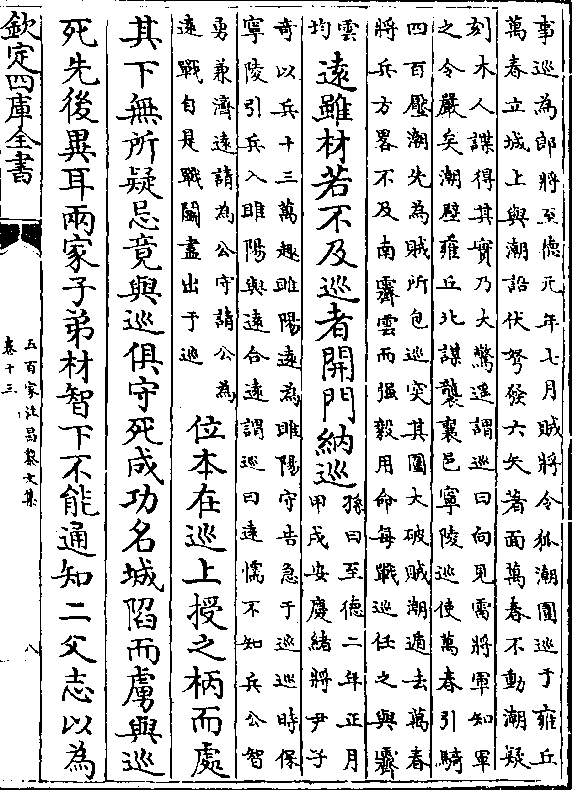 事巡為郎將至德元年七月賊將令狐潮圍巡于雍丘
萬春立城上與潮語伏弩發六矢著面萬春不動潮疑
刻木人諜得其實乃大驚遥謂巡曰向見雷將軍知軍
之令嚴矣潮壁雍丘北謀襲襄邑寧陵巡使萬春引騎
四百壓潮先為賊所包巡突其圍大破賊潮遁去萬春
將兵方畧不及南霽雲而强毅用命每戰巡任之與霽
雲
均
遠雖材若不及巡者開門納巡
孫曰至德二年正月
甲戌安慶緒將尹子
奇以兵十三萬趣睢陽遠為睢陽守告急于巡巡時保
寧陵引兵入睢陽與遠合遠謂巡曰遠懦不知兵公智
勇兼濟遠請為公守請公為
遠戰自是戰鬭盡出于巡
位本在巡上授之柄而處
其下無所疑忌竟與巡俱守死成功名城陷而虜與巡
死先後異耳兩家子弟材智下不能通知二父志以為
欽定四庫全書
五百家注昌黎文集
卷十三
八